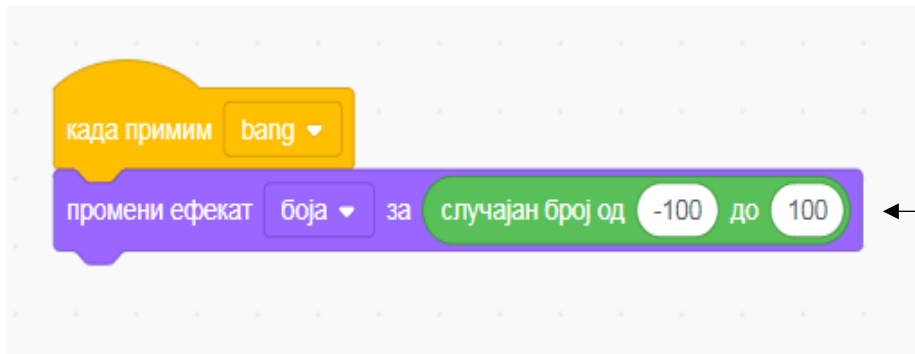 када примим bang
промени ефекат боја за случајан број од -100 до 100